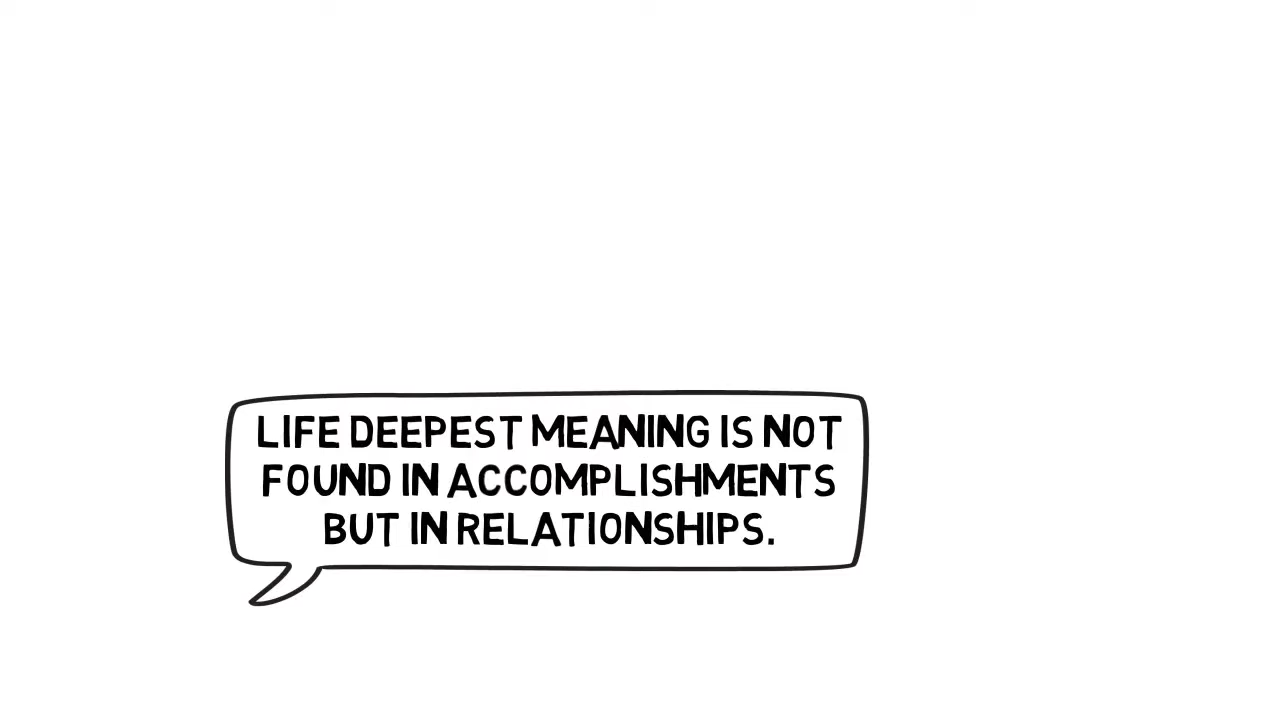 LIFE DEEPEST MEANING IS NOT
FOUND IN ACCOMPLISHMENTS
BUT IN RELATIONSHIPS.